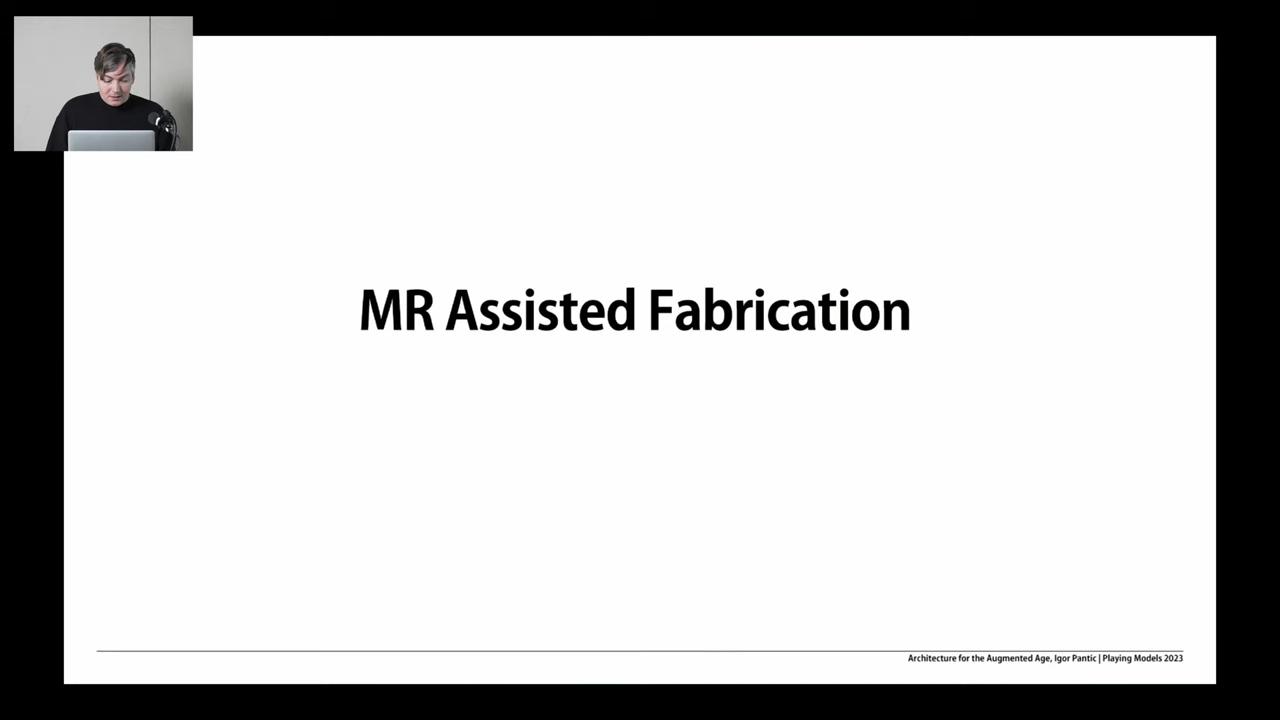 MR Assisted Fabrication
Architecture for the Augmented Age, Igor Pantic | Playing Models 2023